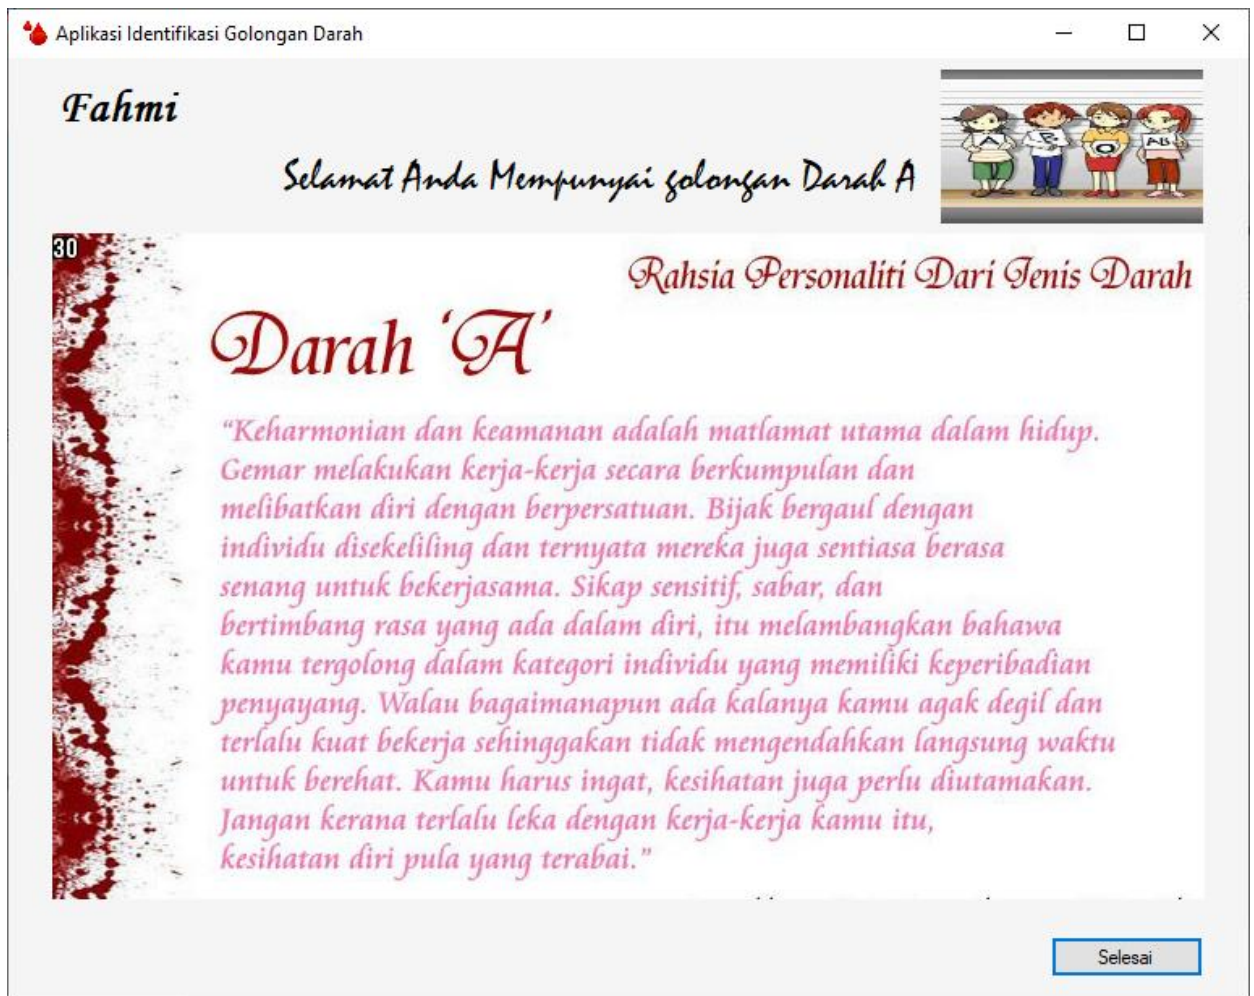 Aplikasi Identifikasi Golongan Darah
Fahmi
Selamat Anda Mempunyai golongan Darah A
A B O AB
30
Rahsia Personaliti Dari Jenis Darah
Darah ‘A’
“Keharmonian dan keamanan adalah matlamat utama dalam hidup.
Gemar melakukan kerja-kerja secara berkumpulan dan
melibatkan diri dengan berpersatuan. Bijak bergaul dengan
individu disekeliling dan ternyata mereka juga sentiasa berasa
senang untuk bekerjasama. Sikap sensitif, sabar, dan
bertimbang rasa yang ada dalam diri, itu melambangkan bahawa
kamu tergolong dalam kategori individu yang memiliki keperibadian
penyayang. Walau bagaimanapun ada kalanya kamu agak degil dan
terlalu kuat bekerja sehinggakan tidak mengendahkan langsung waktu
untuk berehat. Kamu harus ingat, kesihatan juga perlu diutamakan.
Jangan kerana terlalu leka dengan kerja-kerja kamu itu,
kesihatan diri pula yang terabai.”
Selesai